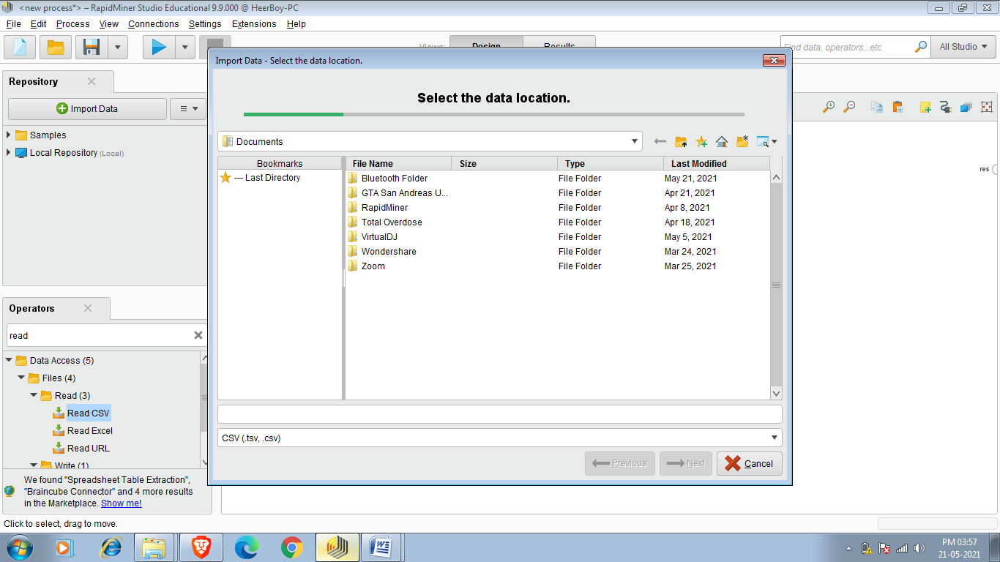 <new process*> – RapidMiner Studio Educational 9.9.000 @ HeerBoy-PC
File Edit Process View Connections Settings Extensions Help
Views: Design Results
Find data, operators...etc
All Studio
Import Data - Select the data location.
Select the data location.
Repository
Import Data
Samples
Local Repository (Local)
Documents
Bookmarks
--- Last Directory
File Name Size Type Last Modified
Bluetooth Folder File Folder May 21, 2021
GTA San Andreas U... File Folder Apr 21, 2021
RapidMiner File Folder Apr 8, 2021
Total Overdose File Folder Apr 18, 2021
VirtualDJ File Folder May 5, 2021
Wondershare File Folder Mar 24, 2021
Zoom File Folder Mar 25, 2021
res
Operators
read
Data Access (5)
Files (4)
Read (3)
Read CSV
Read Excel
Read URL
Write (1)
CSV (.tsv, .csv)
Previous Next Cancel
We found "Spreadsheet Table Extraction",
"Braincube Connector" and 4 more results
in the Marketplace. Show me!
Click to select, drag to move.
PM 03:57
21-05-2021